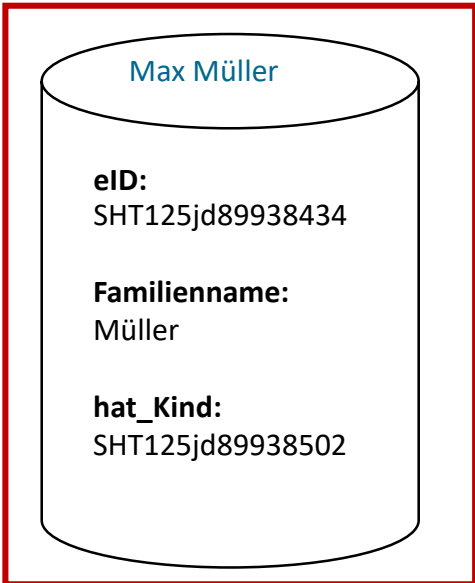 Max Müller
eID:
SHT125jd89938434
Familienname:
Müller
hat_Kind:
SHT125jd89938502